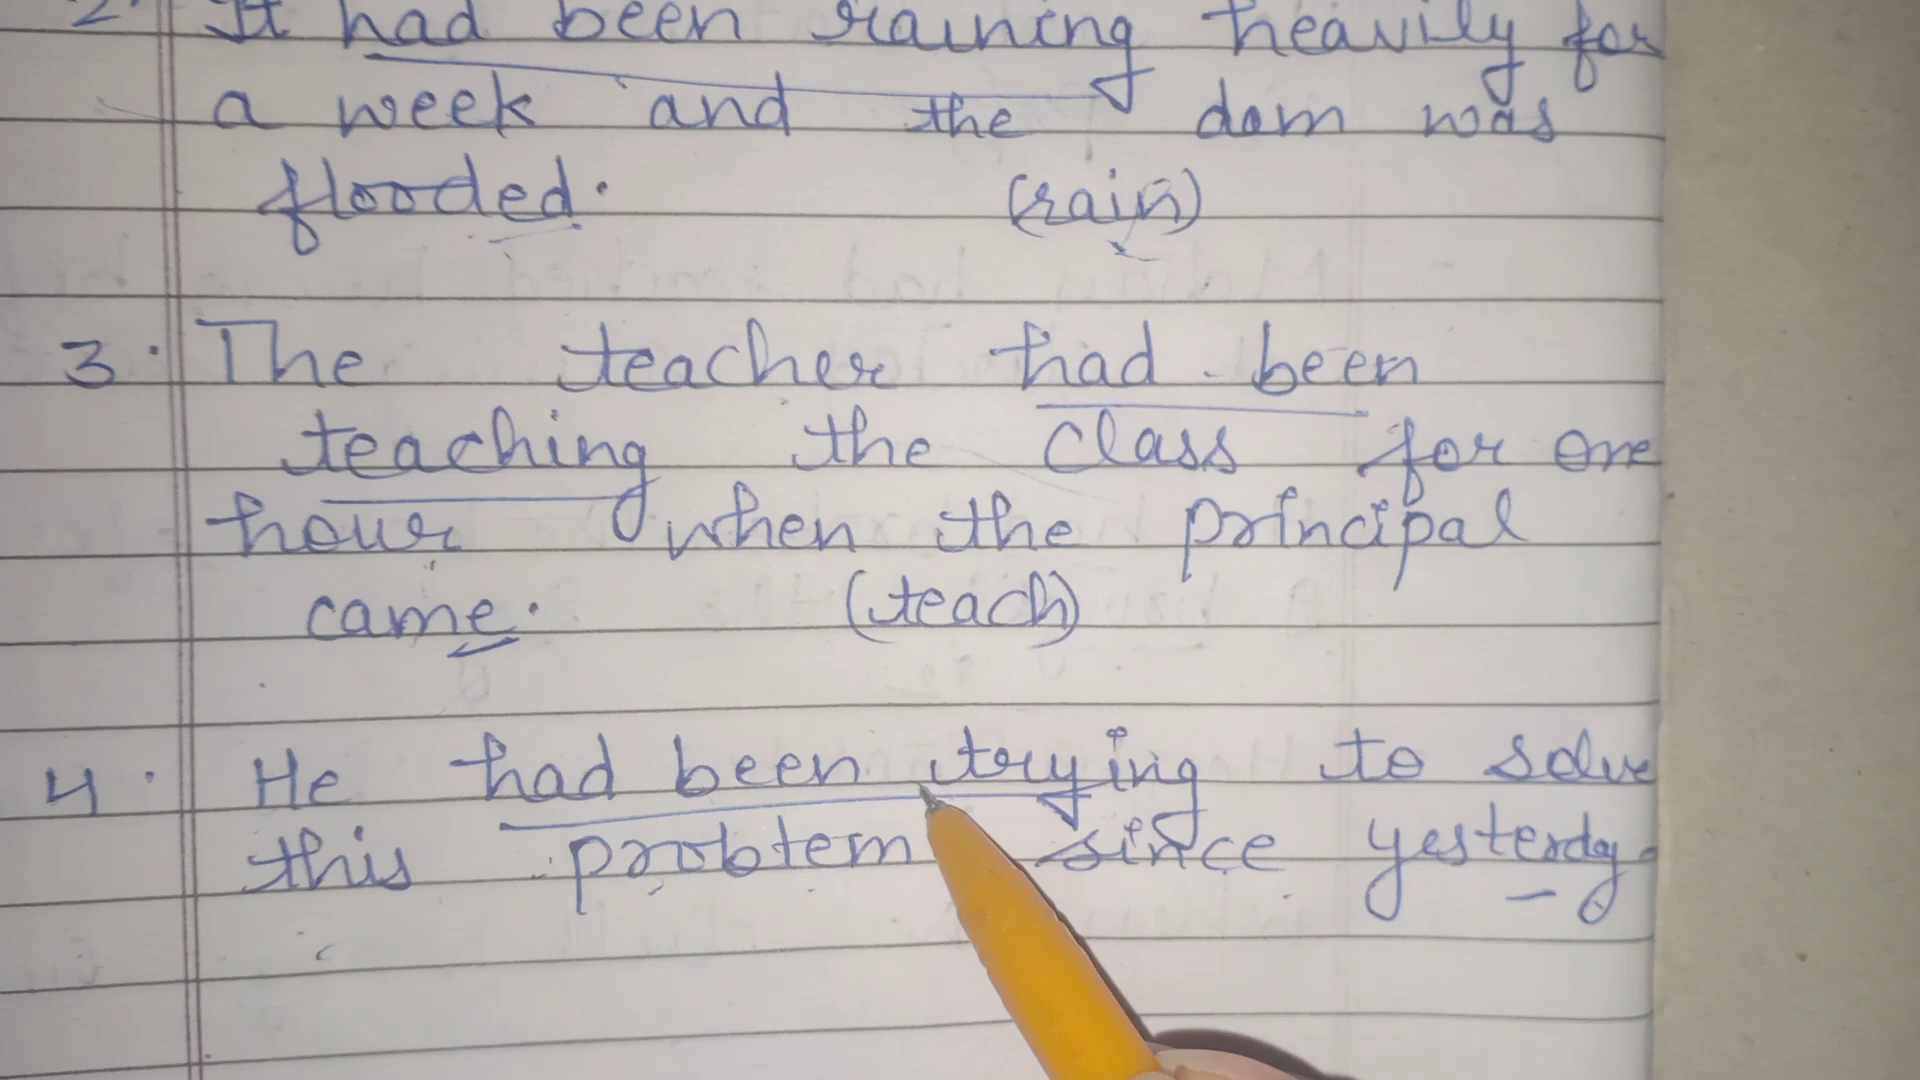 2. It had been raining heavily for
a week and the dam was
flooded. (rain)
3. The teacher had been
teaching the class for one
hour when the principal
came. (teach)
4. He had been trying to solve
this problem since yesterday.